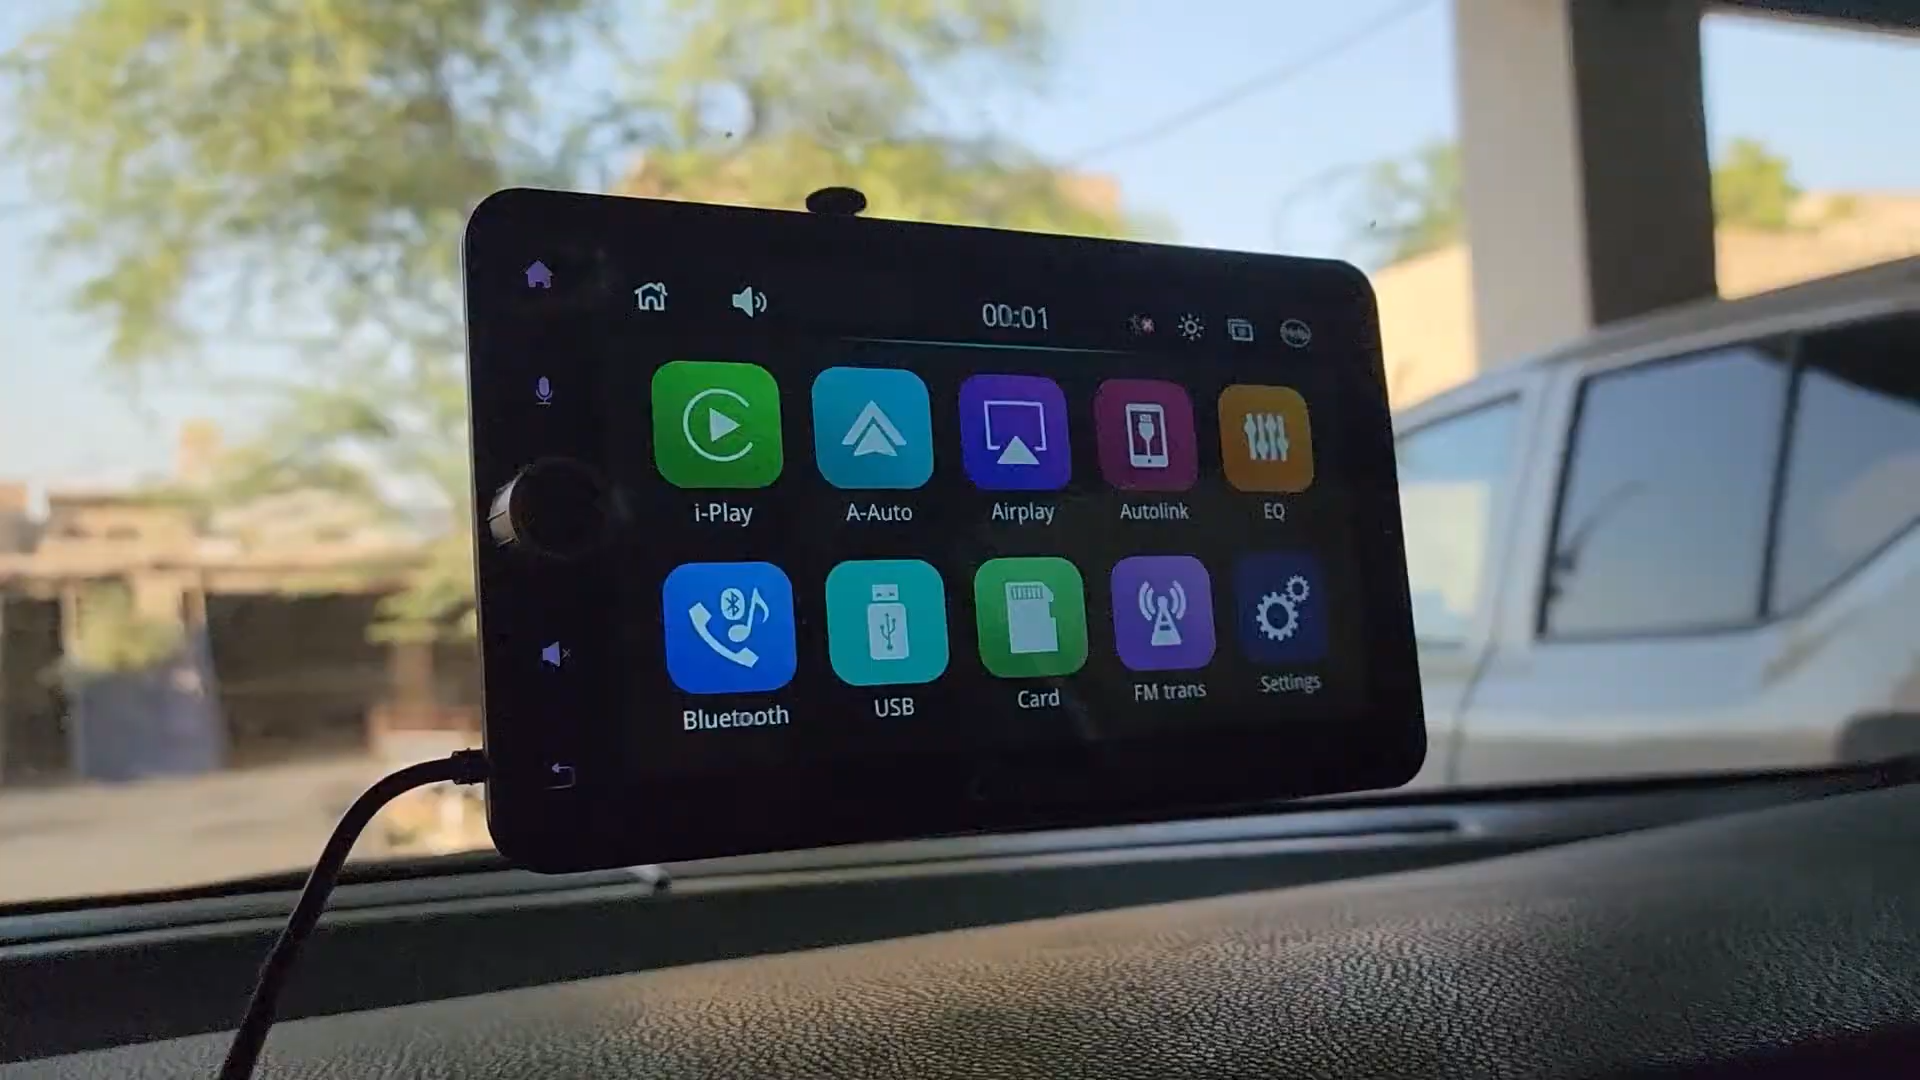 00:01
i-Play
A-Auto
Airplay
Autolink
EQ
Bluetooth
USB
Card
FM trans
Settings